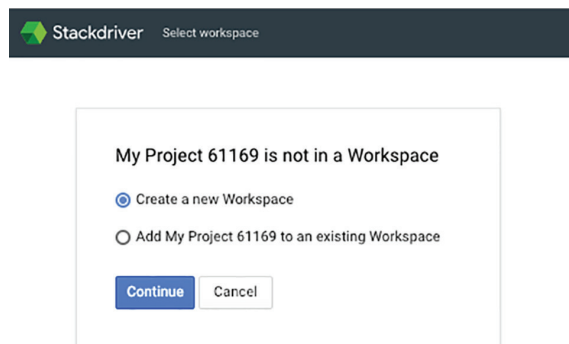 Stackdriver Select workspace
My Project 61169 is not in a Workspace
Create a new Workspace
Add My Project 61169 to an existing Workspace
Continue Cancel